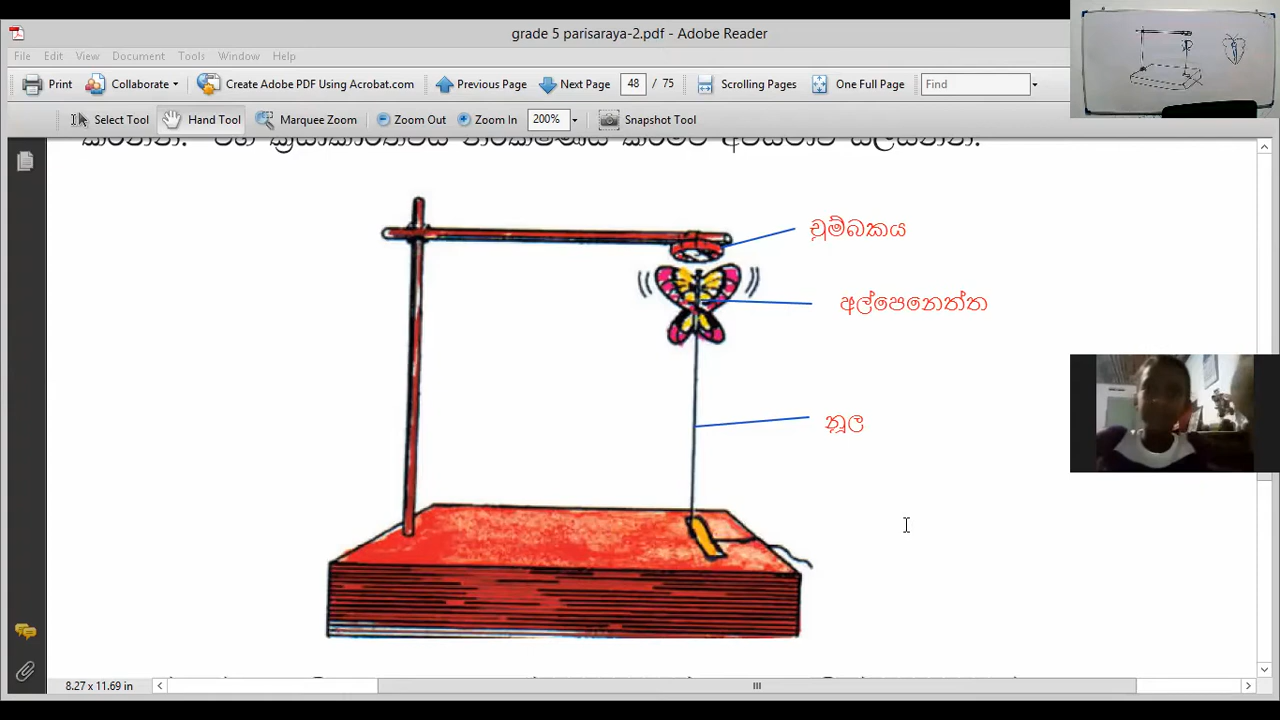 grade 5 parisaraya-2.pdf - Adobe Reader
File Edit View Document Tools Window Help
Print Collaborate Create Adobe PDF Using Acrobat.com Previous Page Next Page 48 / 75 Scrolling Pages One Full Page Find
Select Tool Hand Tool Marquee Zoom Zoom Out Zoom In 200% Snapshot Tool
චුම්බකය
අල්පෙනෙත්ත
නූල
8.27 x 11.69 in